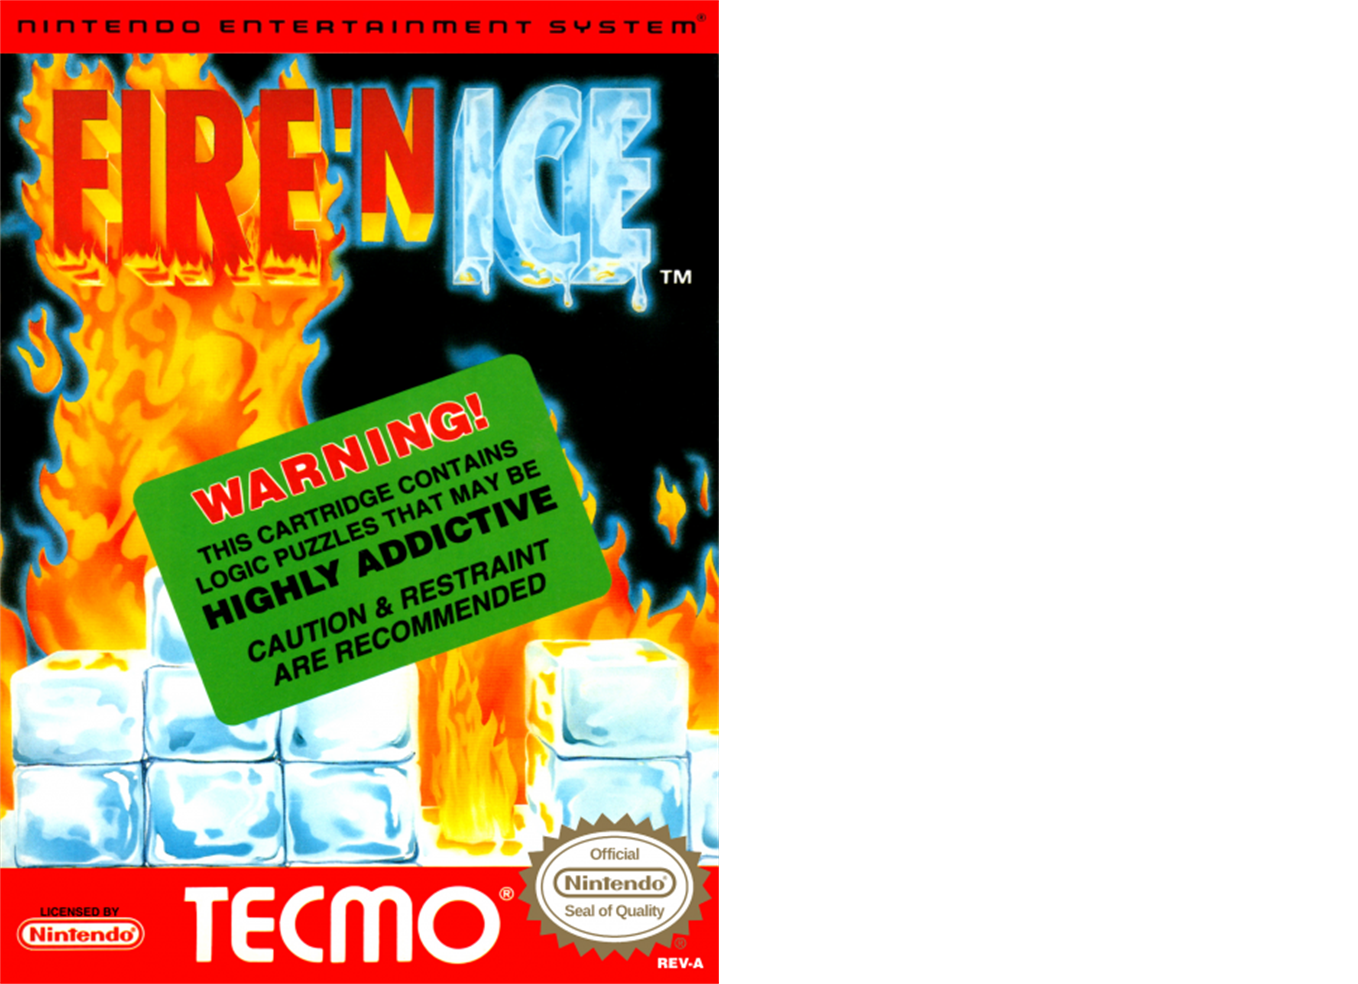 NINTENDO ENTERTAINMENT SYSTEM®
FIRE 'N ICE
TM
WARNING!
THIS CARTRIDGE CONTAINS
LOGIC PUZZLES THAT MAY BE
HIGHLY ADDICTIVE
CAUTION & RESTRAINT
ARE RECOMMENDED
LICENSED BY
Nintendo®
TECMO®
Official
Nintendo®
Seal of Quality
®
REV-A